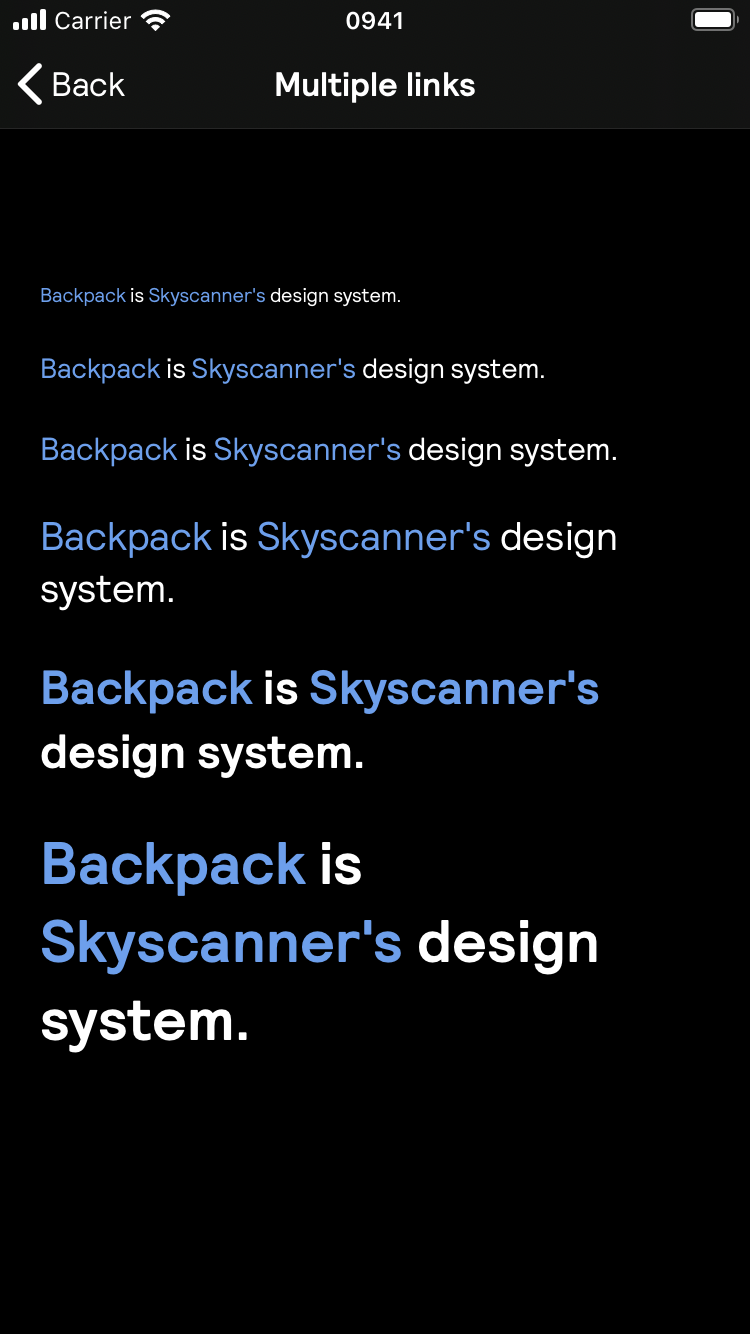 Carrier 0941
Back Multiple links
Backpack is Skyscanner's design system.
Backpack is Skyscanner's design system.
Backpack is Skyscanner's design system.
Backpack is Skyscanner's design
system.
Backpack is Skyscanner's
design system.
Backpack is
Skyscanner's design
system.